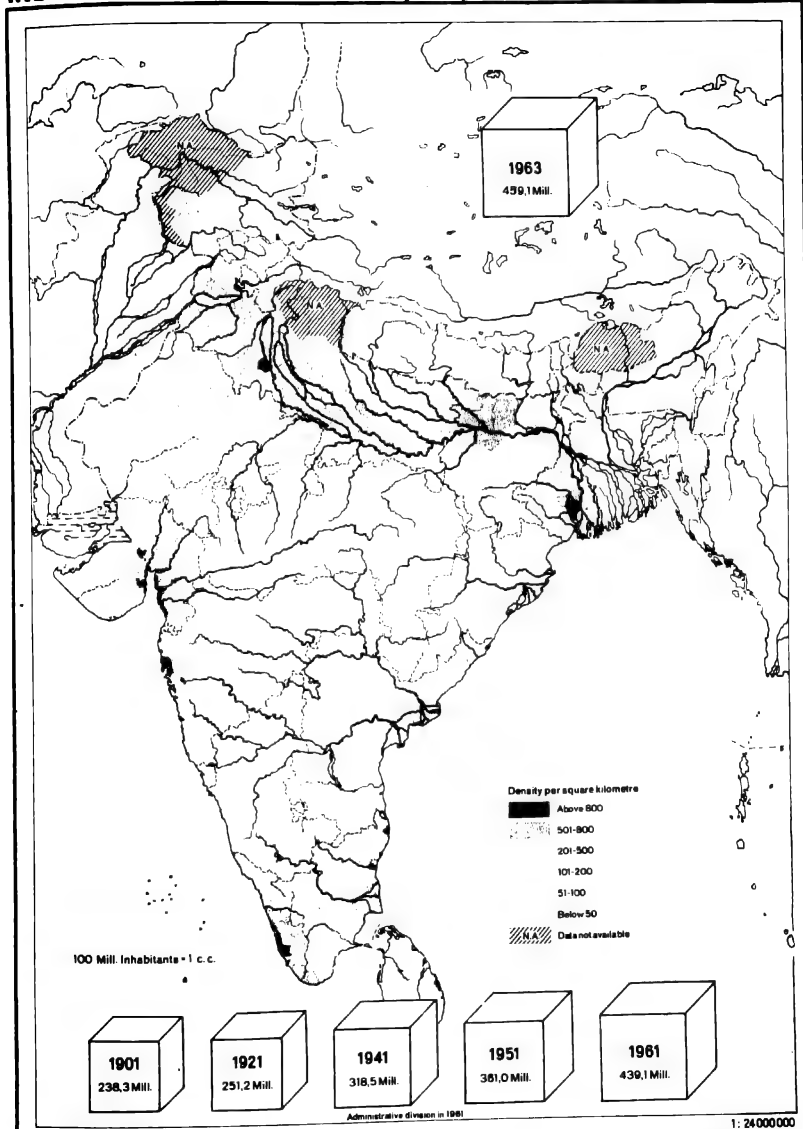 1963
459,1 Mill.
N.A.
N.A.
N.A.
Density per square kilometre
Above 800
501-800
201-500
101-200
51-100
Below 50
N.A. Data not available
100 Mill. Inhabitants = 1 c.c.
1901
238,3 Mill.
1921
251,2 Mill.
1941
318,5 Mill.
1951
361,0 Mill.
1961
439,1 Mill.
Administrative division in 1961
1: 24000000